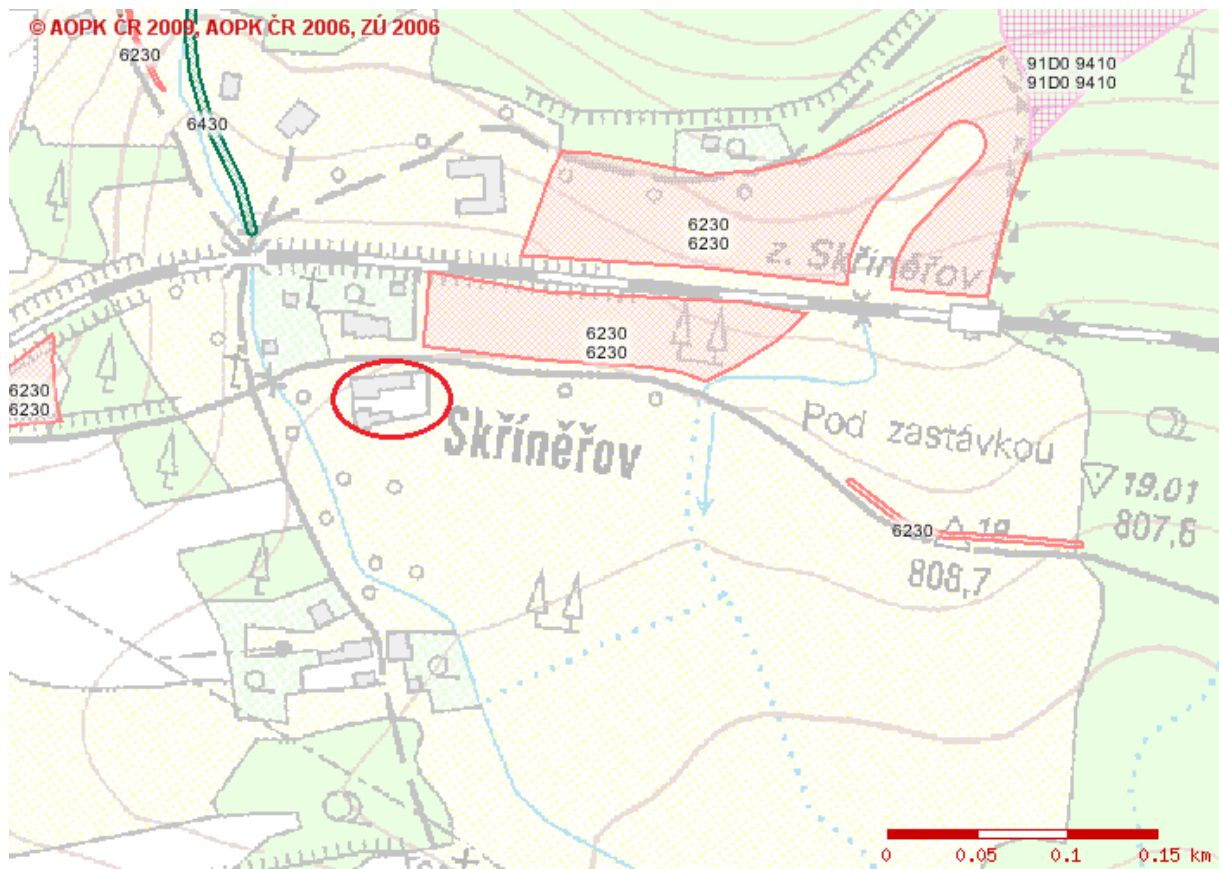 © AOPK ČR 2009, AOPK ČR 2006, ZÚ 2006
6230
91D0 9410
91D0 9410
6430
6230
6230
z. Skříněřov
6230
6230
6230
6230
Skříněřov
Pod zastávkou
19.01
807,6
6230
19
808,7
0 0.05 0.1 0.15 km